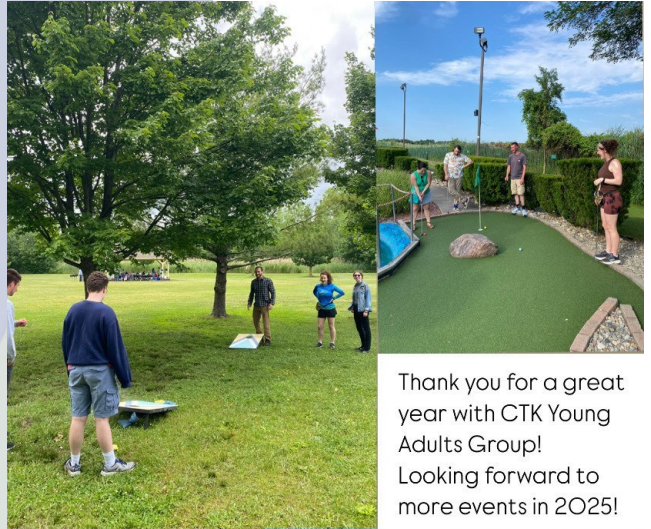 Thank you for a great
year with CTK Young
Adults Group!
Looking forward to
more events in 2025!